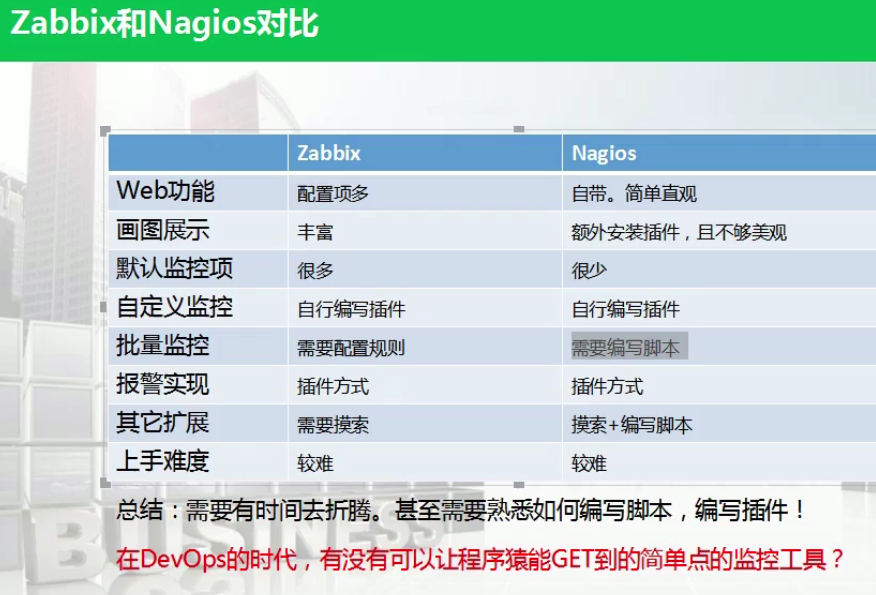 Zabbix和Nagios对比
Zabbix Nagios
Web功能 配置项多 自带。简单直观
画图展示 丰富 额外安装插件，且不够美观
默认监控项 很多 很少
自定义监控 自行编写插件 自行编写插件
批量监控 需要配置规则 需要编写脚本
报警实现 插件方式 插件方式
其它扩展 需要摸索 摸索+编写脚本
上手难度 较难 较难
总结：需要有时间去折腾。甚至需要熟悉如何编写脚本，编写插件！
在DevOps的时代，有没有可以让程序猿能GET到的简单点的监控工具？
BUSINESS